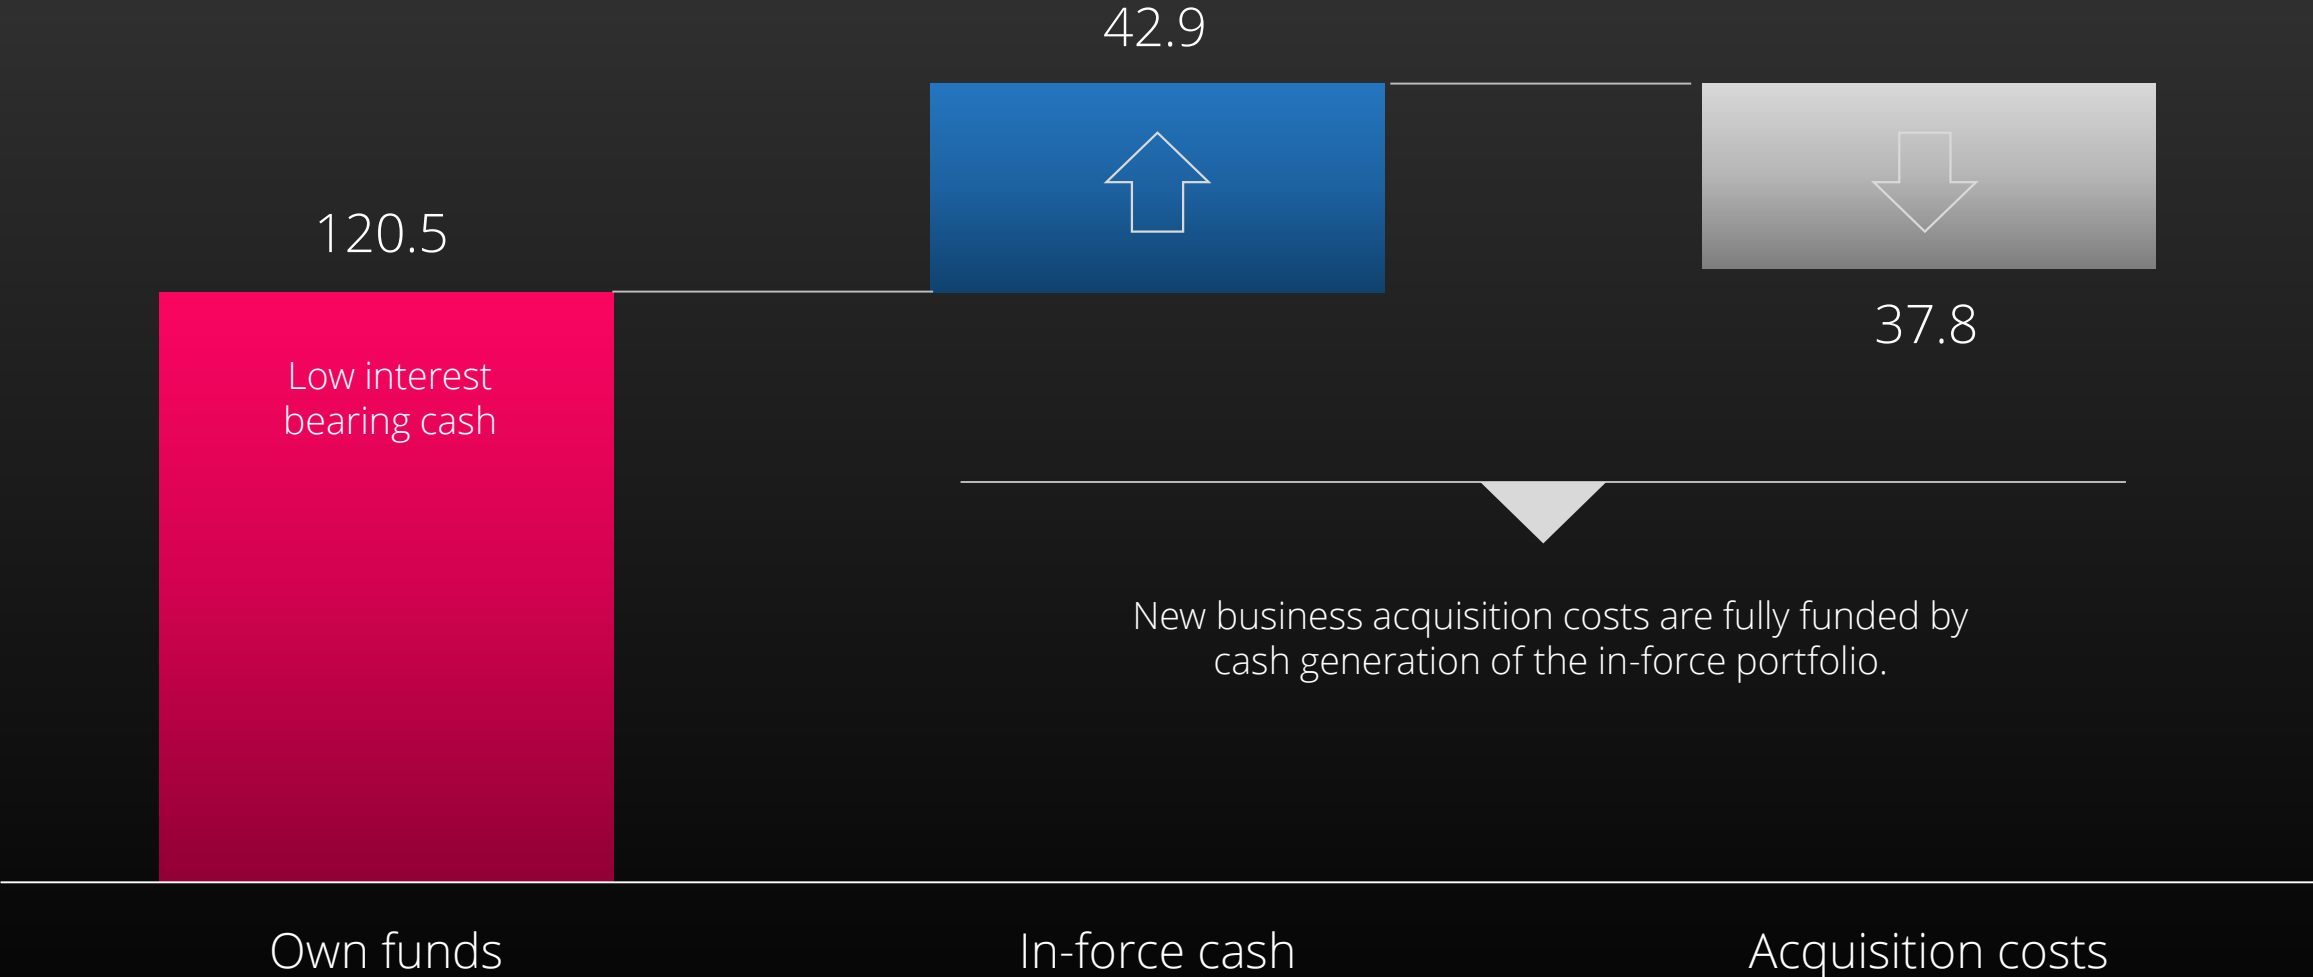 42.9
120.5
37.8
Low interest
bearing cash
New business acquisition costs are fully funded by
cash generation of the in-force portfolio.
Own funds
In-force cash
Acquisition costs